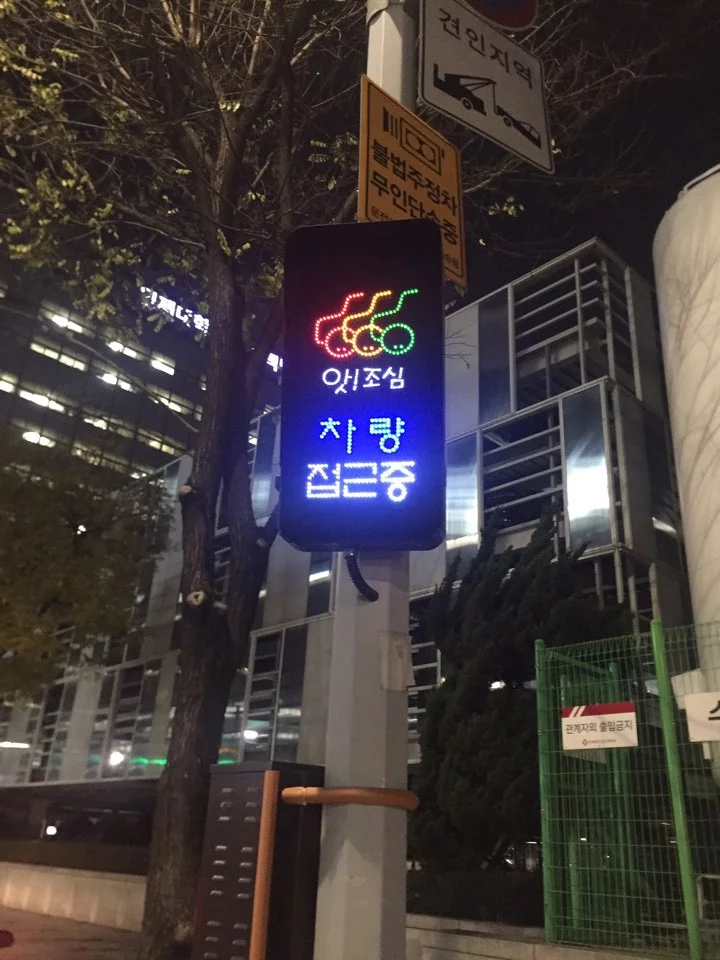 견인지역
불법주정차
무인단속중
앗!조심
차량
접근중
관계자외 출입금지